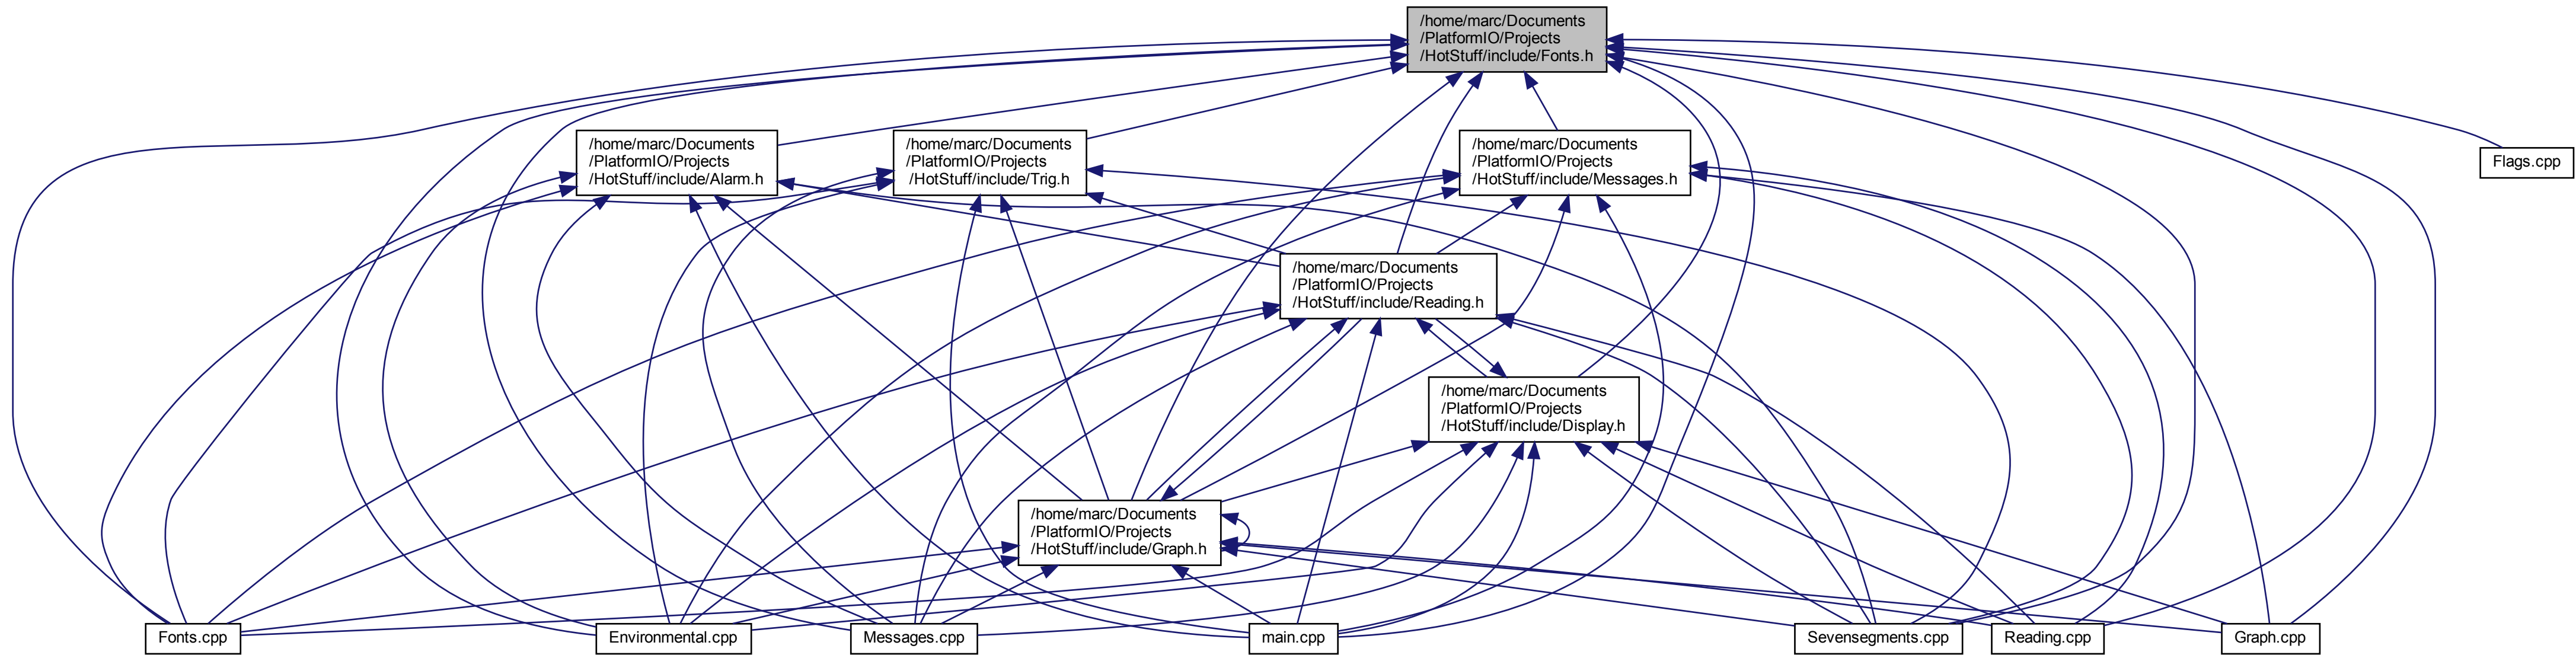 /home/marc/Documents
/PlatformIO/Projects
/HotStuff/include/Fonts.h
/home/marc/Documents
/PlatformIO/Projects
/HotStuff/include/Alarm.h
/home/marc/Documents
/PlatformIO/Projects
/HotStuff/include/Trig.h
/home/marc/Documents
/PlatformIO/Projects
/HotStuff/include/Messages.h
Flags.cpp
/home/marc/Documents
/PlatformIO/Projects
/HotStuff/include/Reading.h
/home/marc/Documents
/PlatformIO/Projects
/HotStuff/include/Display.h
/home/marc/Documents
/PlatformIO/Projects
/HotStuff/include/Graph.h
Fonts.cpp
Environmental.cpp
Messages.cpp
main.cpp
Sevensegments.cpp
Reading.cpp
Graph.cpp